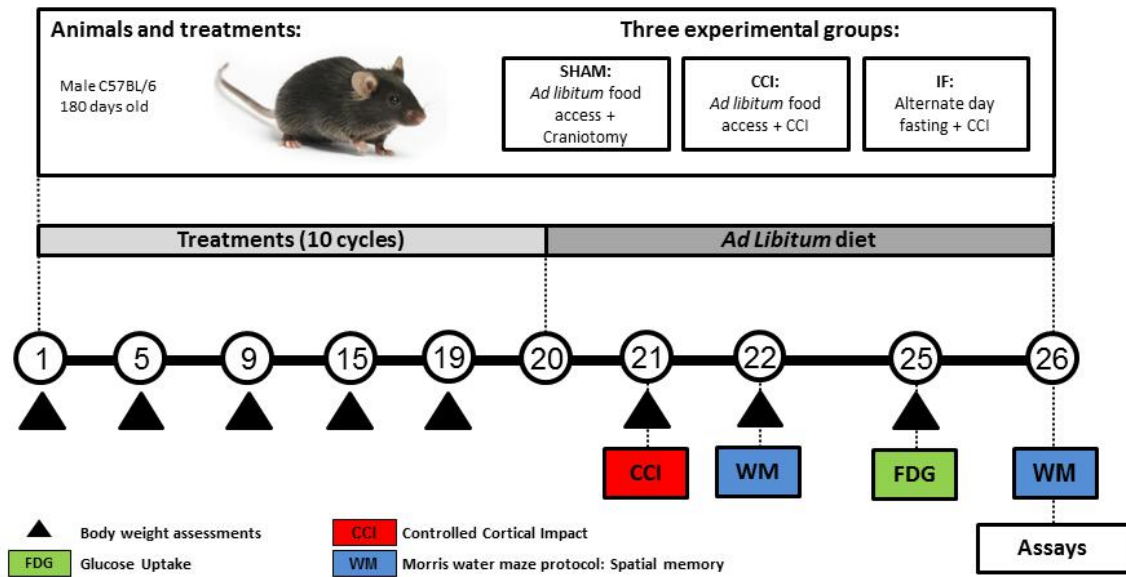 Animals and treatments:
Male C57BL/6
180 days old
Three experimental groups:
SHAM:
Ad libitum food
access +
Craniotomy
CCI:
Ad libitum food
access + CCI
IF:
Alternate day
fasting + CCI
Treatments (10 cycles)
Ad Libitum diet
1
5
9
15
19
20
21
22
25
26
CCI
WM
FDG
WM
Assays
Body weight assessments
CCI Controlled Cortical Impact
FDG Glucose Uptake
WM Morris water maze protocol: Spatial memory